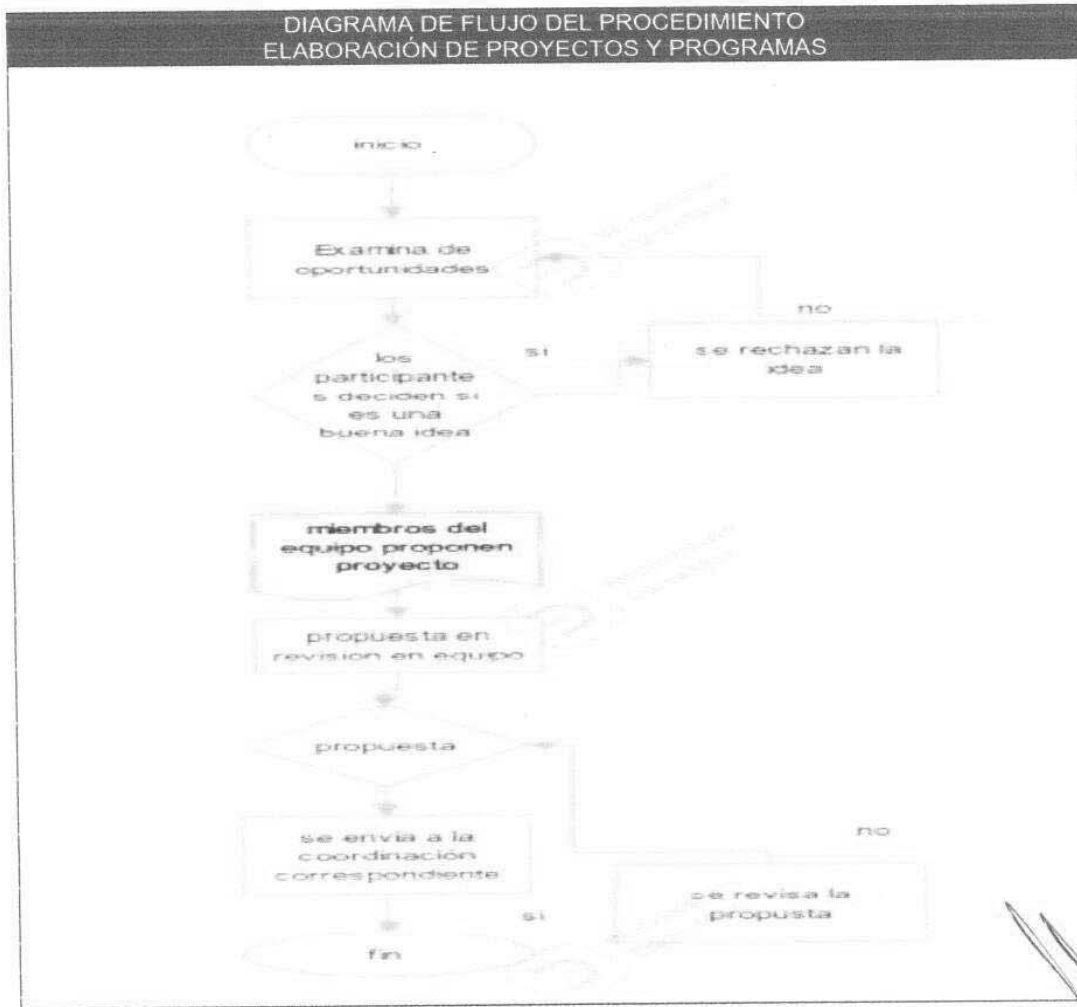 DIAGRAMA DE FLUJO DEL PROCEDIMIENTO
ELABORACIÓN DE PROYECTOS Y PROGRAMAS
inicio
Examina de
oportunidades
no
si
se rechazan la
idea
los
participante
s deciden si
es una
buena idea
miembros del
equipo proponen
proyecto
propuesta en
revisión en equipo
propuesta
se envía a la
coordinación
correspondiente
no
se revisa la
propusta
si
fin